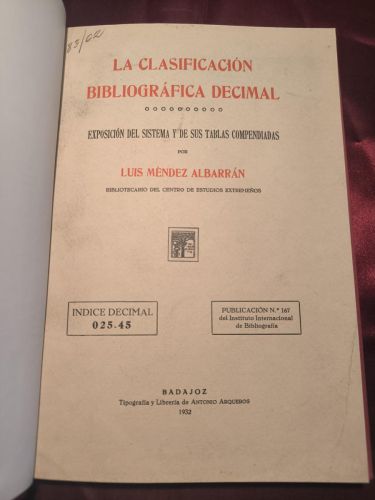 83/02
LA CLASIFICACIÓN
BIBLIOGRÁFICA DECIMAL
EXPOSICIÓN DEL SISTEMA Y DE SUS TABLAS COMPENDIADAS
POR
LUIS MÉNDEZ ALBARRÁN
BIBLIOTECARIO DEL CENTRO DE ESTUDIOS EXTREMEÑOS
INDICE DECIMAL
025.45
PUBLICACIÓN N.º 167
del Instituto Internacional
de Bibliografía
BADAJOZ
Tipografía y Librería de ANTONIO ARQUEROS
1932